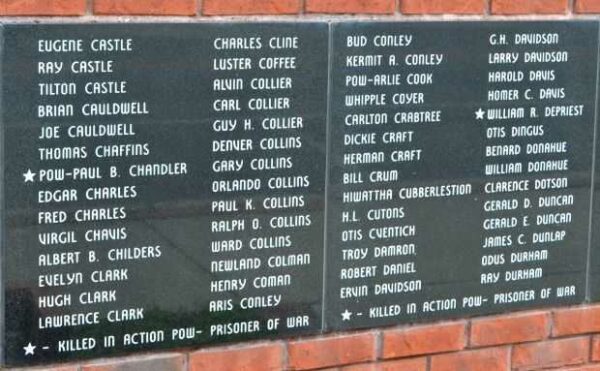 EUGENE CASTLE
RAY CASTLE
TILTON CASTLE
BRIAN CAULDWELL
JOE CAULDWELL
THOMAS CHAFFINS
★ POW-PAUL B. CHANDLER
EDGAR CHARLES
FRED CHARLES
VIRGIL CHAVIS
ALBERT B. CHILDERS
EVELYN CLARK
HUGH CLARK
LAWRENCE CLARK
CHARLES CLINE
LUSTER COFFEE
ALVIN COLLIER
CARL COLLIER
GUY H. COLLIER
DENVER COLLINS
GARY COLLINS
ORLANDO COLLINS
PAUL K. COLLINS
RALPH O. COLLINS
WARD COLLINS
NEWLAND COLMAN
HENRY COMAN
ARIS CONLEY
★ - KILLED IN ACTION POW- PRISONER OF WAR
BUD CONLEY
KERMIT A. CONLEY
POW-ARLIE COOK
WHIPPLE COYER
CARLTON CRABTREE
DICKIE CRAFT
HERMAN CRAFT
BILL CRUM
HIWATTHA CUBBERLESTION
H.L. CUTONS
OTIS CVENTICH
TROY DAMRON
ROBERT DANIEL
ERVIN DAVIDSON
G.H. DAVIDSON
LARRY DAVIDSON
HAROLD DAVIS
HOMER C. DAVIS
★ WILLIAM R. DEPRIEST
OTIS DINGUS
BENARD DONAHUE
WILLIAM DONAHUE
CLARENCE DOTSON
GERALD D. DUNCAN
GERALD E. DUNCAN
JAMES C. DUNLAP
ODUS DURHAM
RAY DURHAM
★ - KILLED IN ACTION POW- PRISONER OF WAR